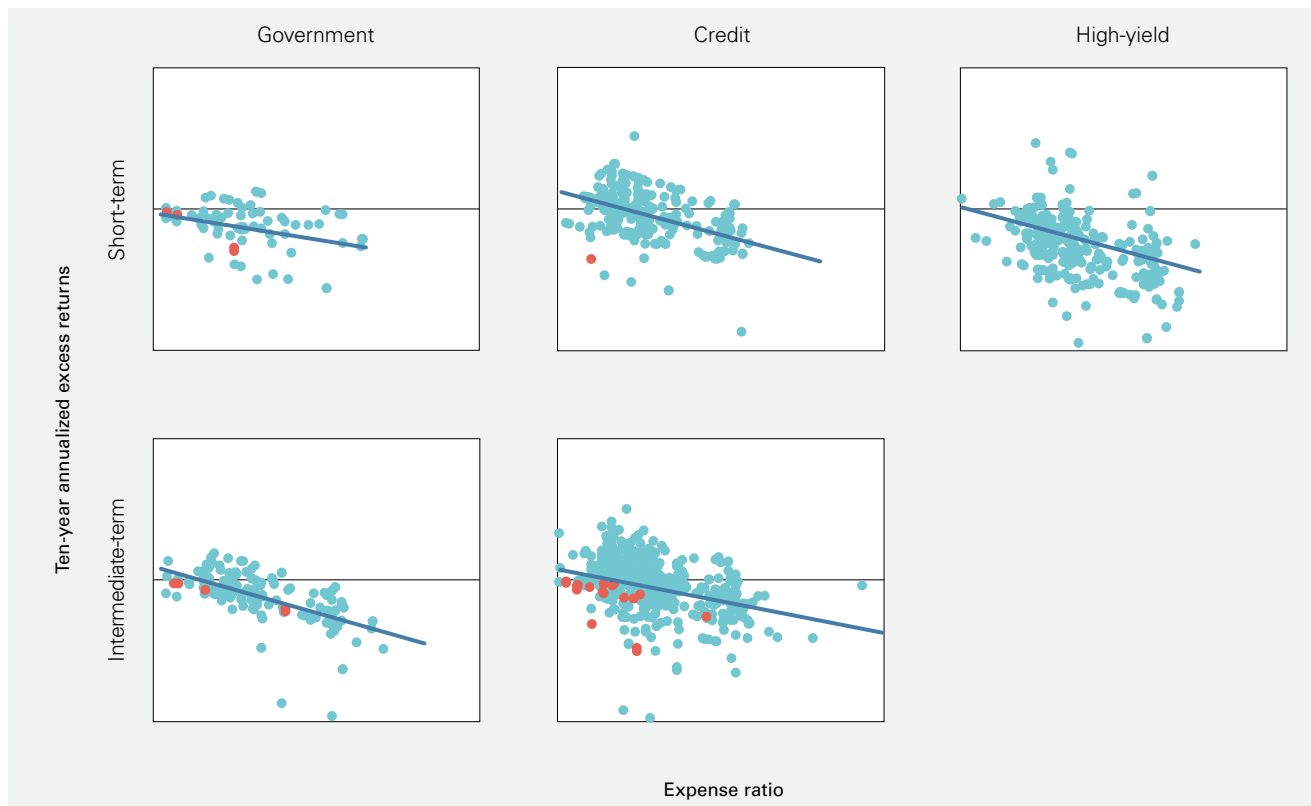 Government
Credit
High-yield
Short-term
Ten-year annualized excess returns
Intermediate-term
Expense ratio